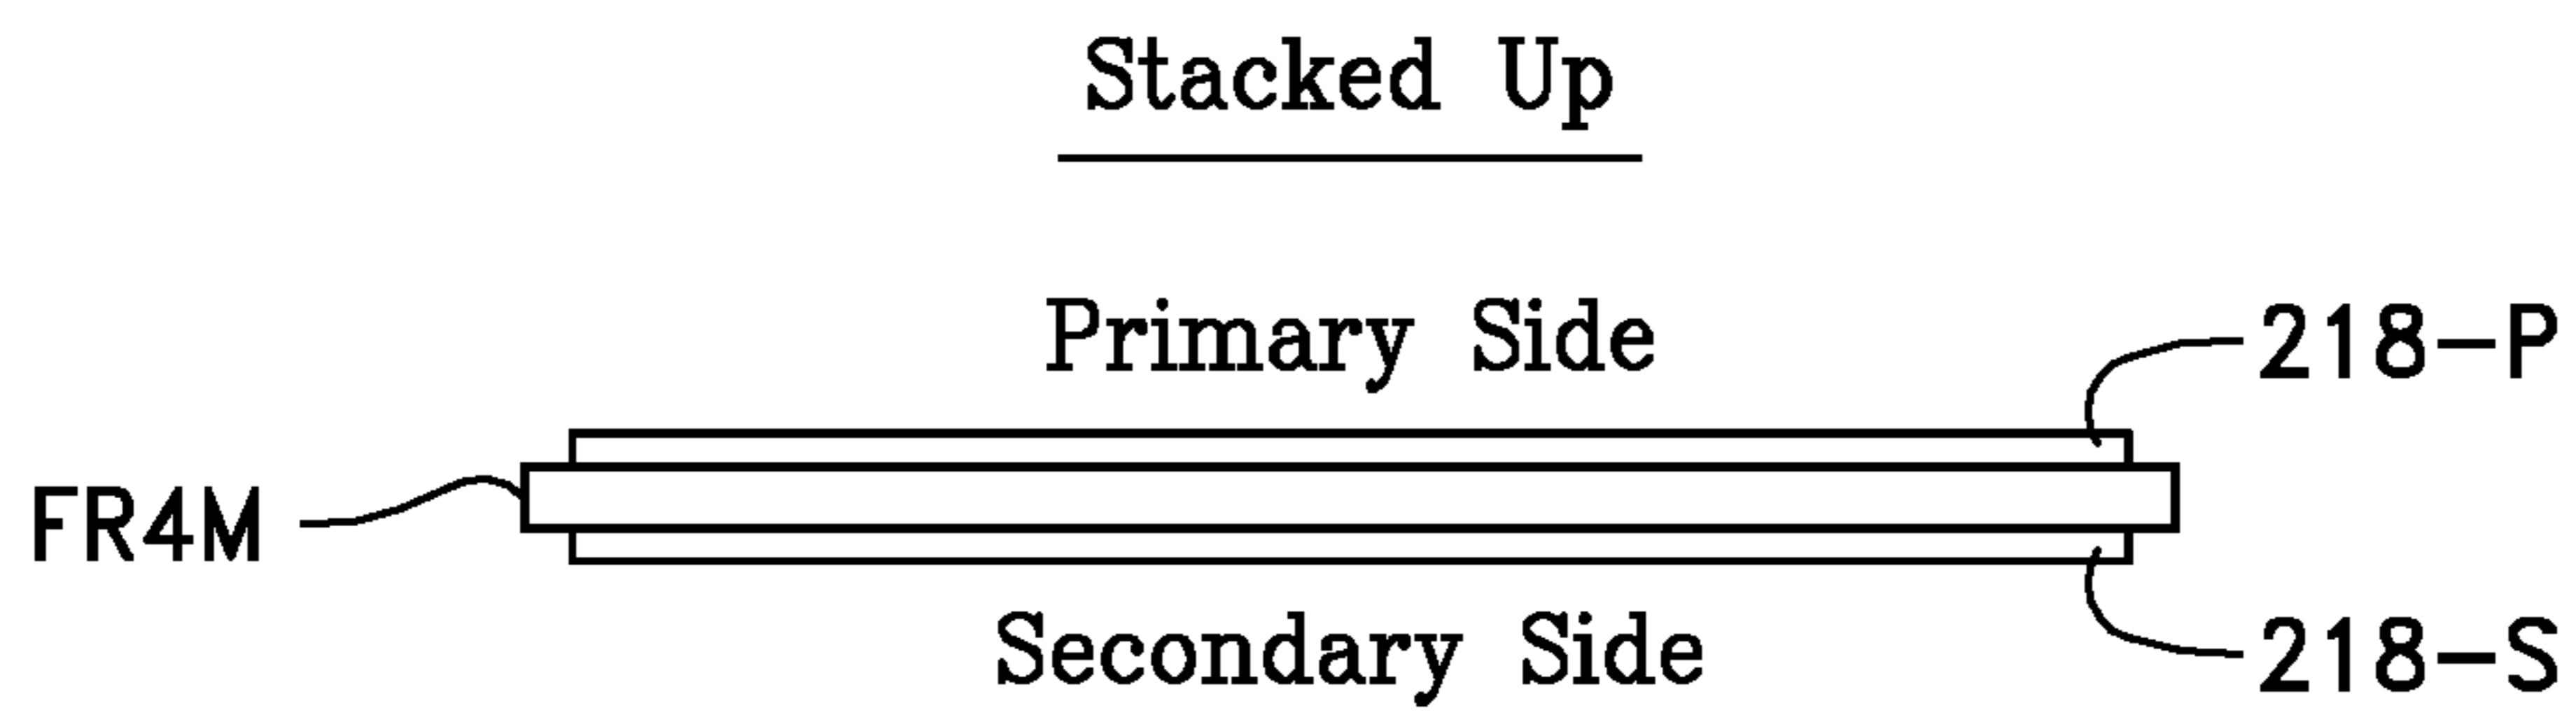 Stacked Up
Primary Side
218-P
FR4M
Secondary Side
218-S